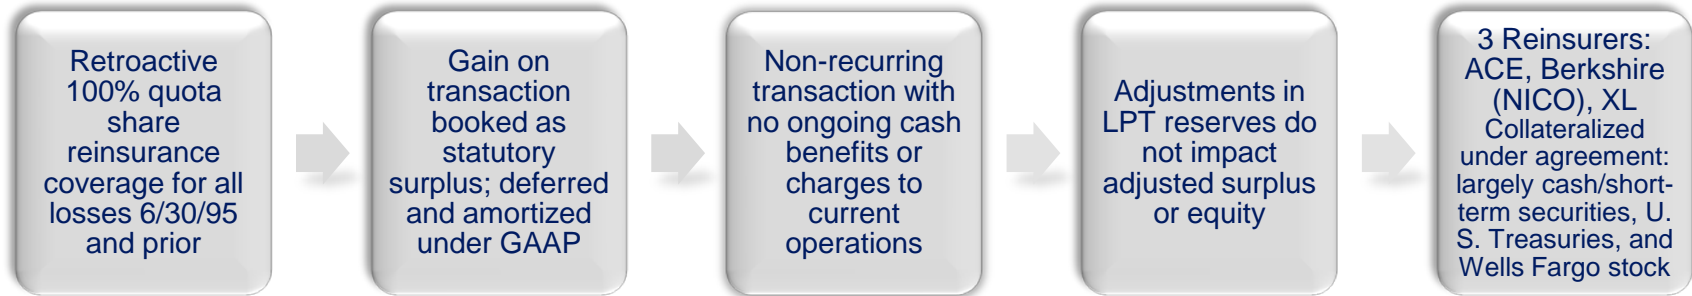 Retroactive
100% quota
share
reinsurance
coverage for all
losses 6/30/95
and prior
Gain on
transaction
booked as
statutory
surplus; deferred
and amortized
under GAAP
Non-recurring
transaction with
no ongoing cash
benefits or
charges to
current
operations
Adjustments in
LPT reserves do
not impact
adjusted surplus
or equity
3 Reinsurers:
ACE, Berkshire
(NICO), XL
Collateralized
under agreement:
largely cash/short-
term securities, U.
S. Treasuries, and
Wells Fargo stock